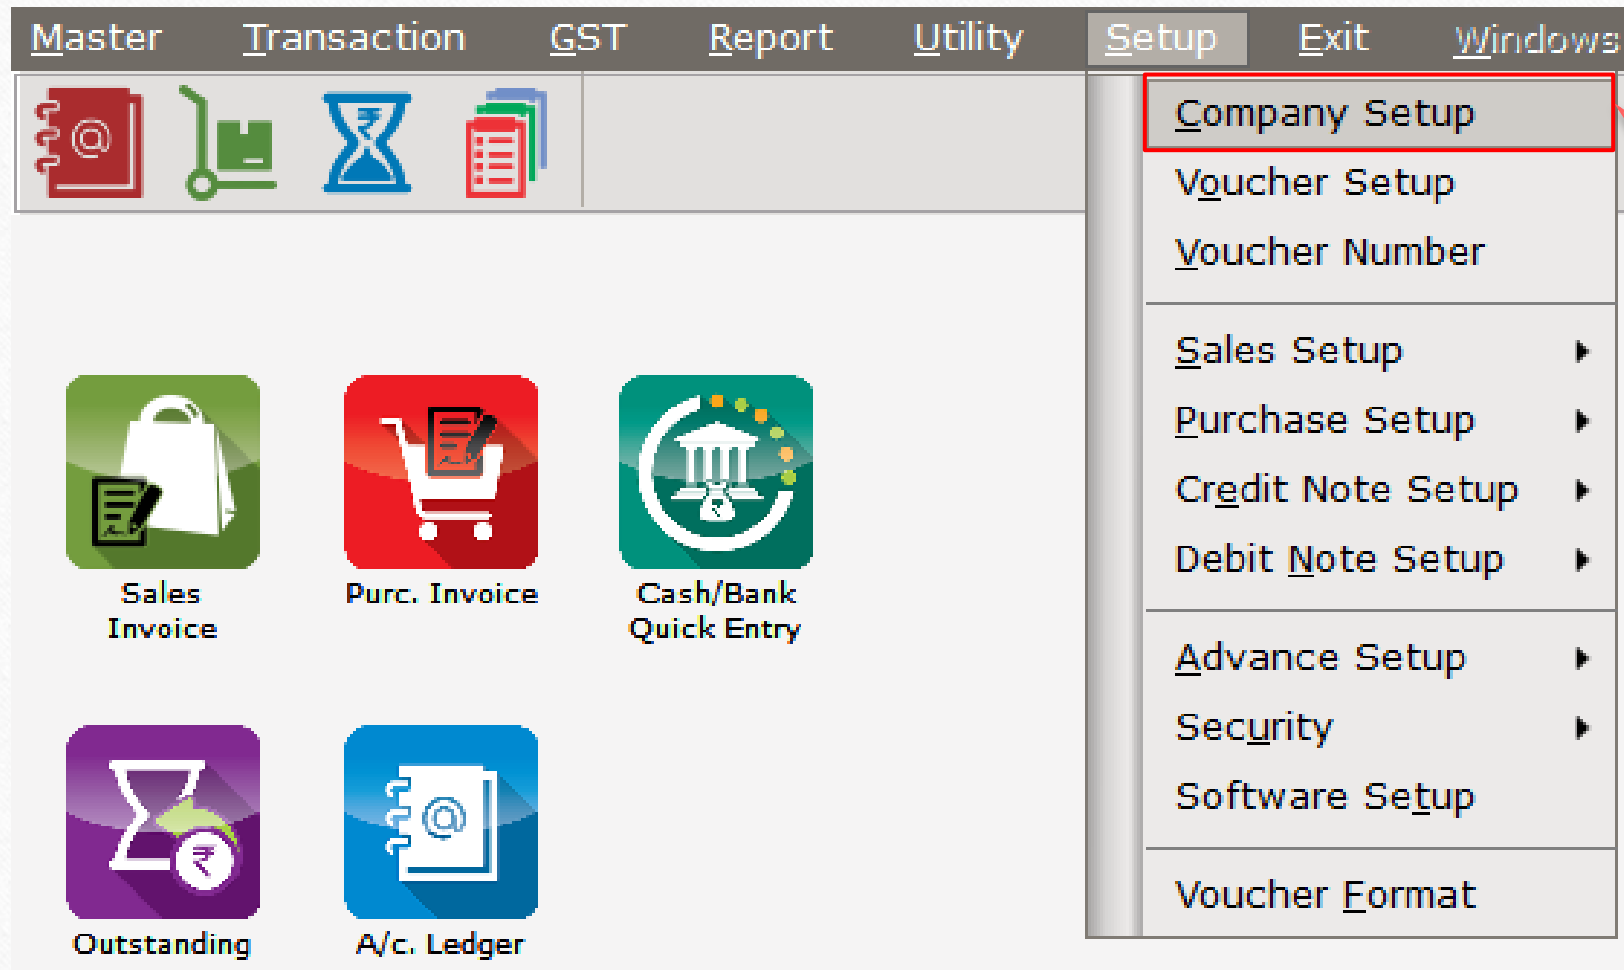 Master Transaction GST Report Utility Setup Exit Windows
Company Setup
Voucher Setup
Voucher Number
Sales Setup
Purchase Setup
Credit Note Setup
Debit Note Setup
Advance Setup
Security
Software Setup
Voucher Format
Sales
Invoice
Purc. Invoice
Cash/Bank
Quick Entry
Outstanding
A/c. Ledger